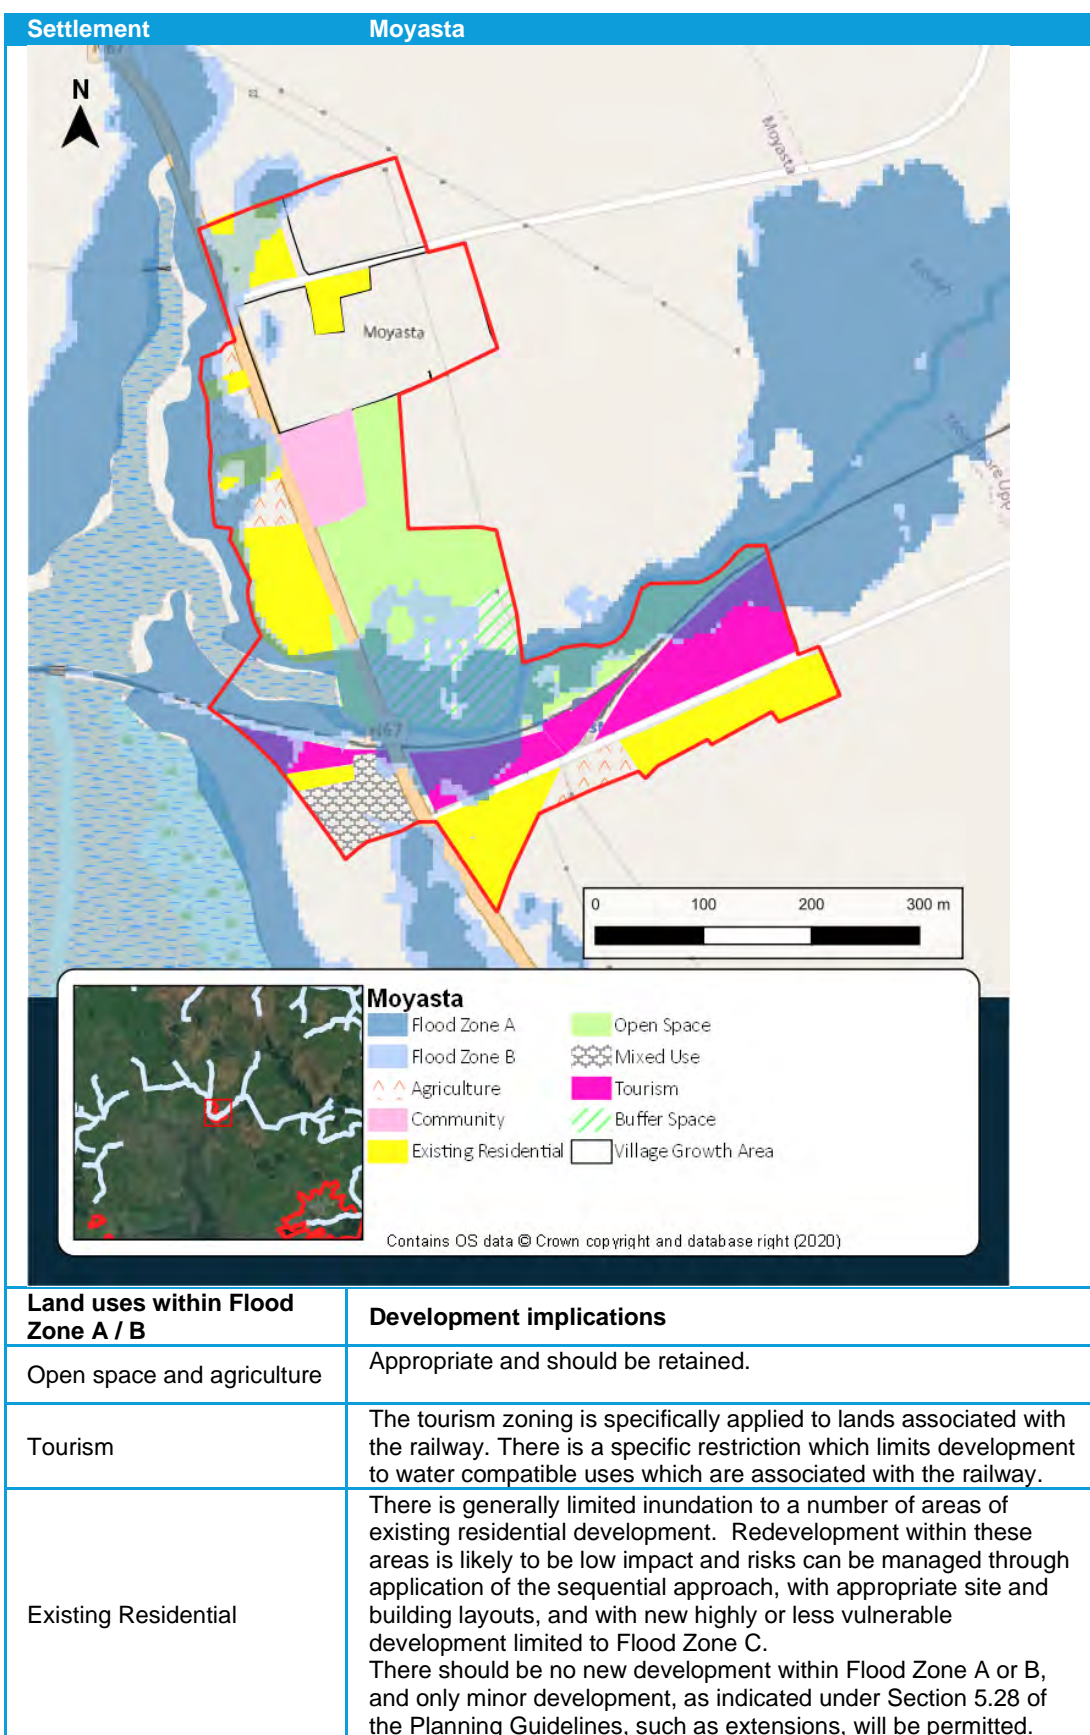 Settlement Moyasta
N67
N
Moyasta
Moyasta
N67
0 100 200 300 m
Moyasta
Flood Zone A Open Space
Flood Zone B Mixed Use
Agriculture Tourism
Community Buffer Space
Existing Residential Village Growth Area
Contains OS data © Crown copyright and database right (2020)
Land uses within Flood
Zone A / B
Development implications
Open space and agriculture
Appropriate and should be retained.
Tourism
The tourism zoning is specifically applied to lands associated with
the railway. There is a specific restriction which limits development
to water compatible uses which are associated with the railway.
Existing Residential
There is generally limited inundation to a number of areas of
existing residential development. Redevelopment within these
areas is likely to be low impact and risks can be managed through
application of the sequential approach, with appropriate site and
building layouts, and with new highly or less vulnerable
development limited to Flood Zone C.
There should be no new development within Flood Zone A or B,
and only minor development, as indicated under Section 5.28 of
the Planning Guidelines, such as extensions, will be permitted.